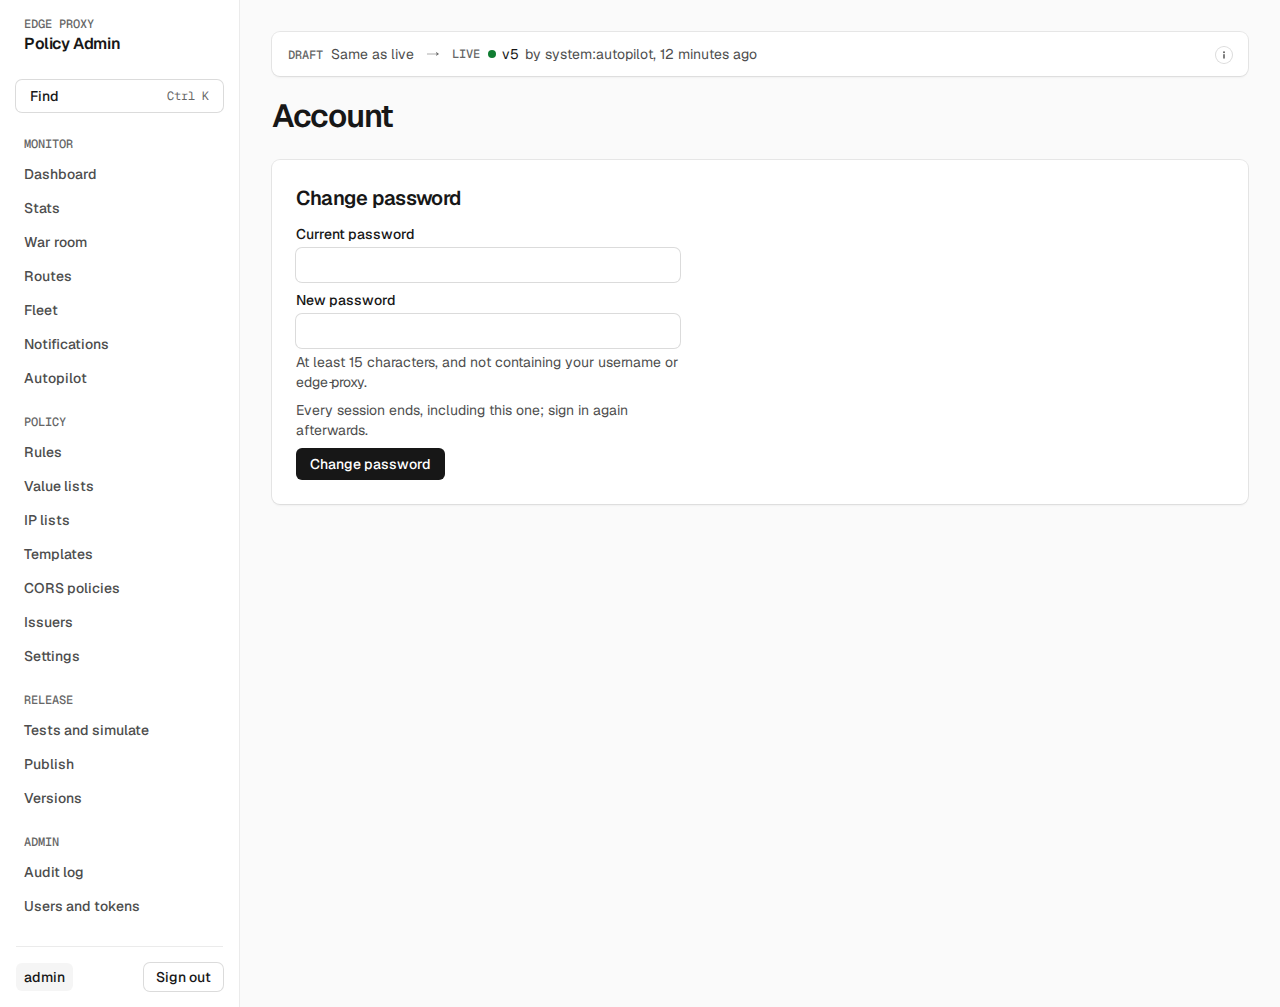 EDGE PROXY
Policy Admin
Find Ctrl K
MONITOR
Dashboard
Stats
War room
Routes
Fleet
Notifications
Autopilot
POLICY
Rules
Value lists
IP lists
Templates
CORS policies
Issuers
Settings
RELEASE
Tests and simulate
Publish
Versions
ADMIN
Audit log
Users and tokens
admin Sign out
DRAFT Same as live → LIVE v5 by system:autopilot, 12 minutes ago
Account
Change password
Current password
New password
At least 15 characters, and not containing your username or
edge-proxy.
Every session ends, including this one; sign in again
afterwards.
Change password